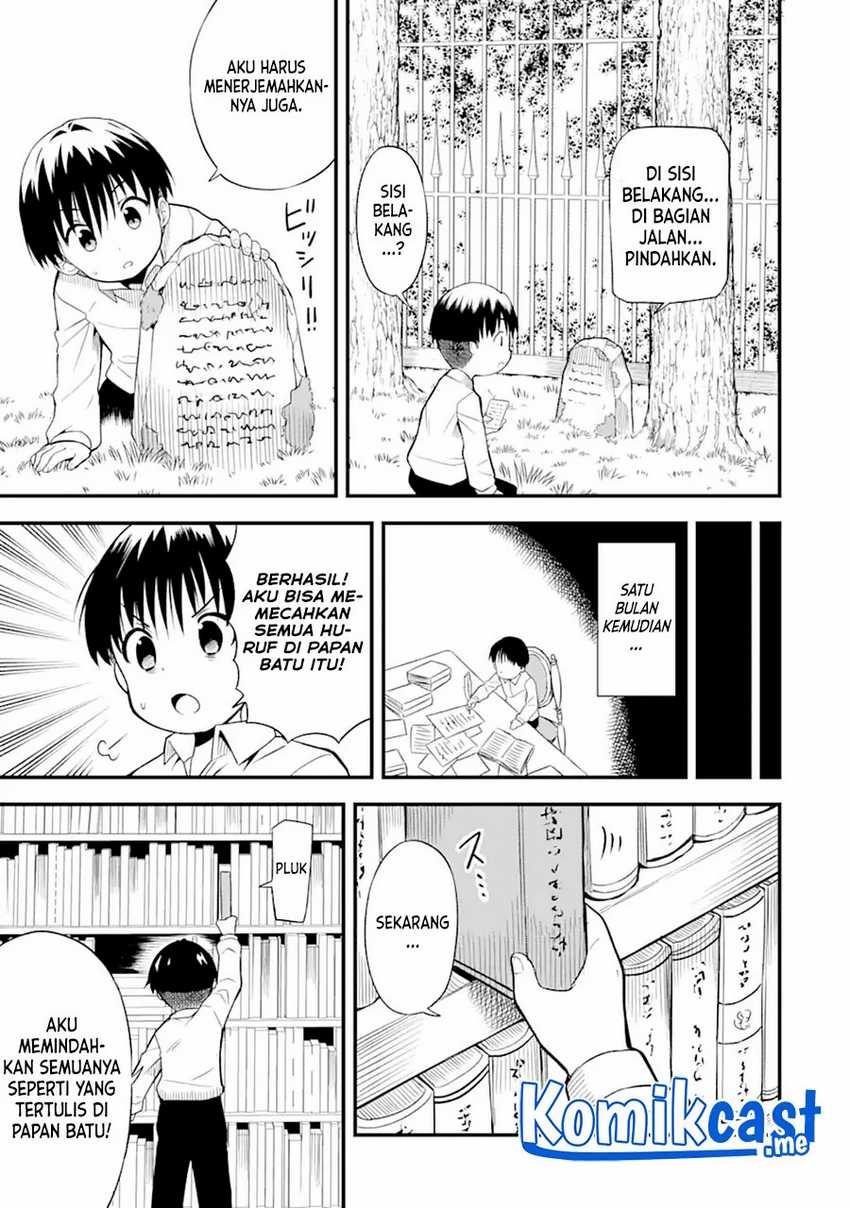 DI SISI
BELAKANG...
DI BAGIAN
JALAN...
PINDAHKAN.
SISI
BELA-
KANG
...?
AKU HARUS
MENERJEMAHKAN-
NYA JUGA.
ビッシリ!!
SATU
BULAN
KEMUDIAN
...
BERHASIL!
AKU BISA ME-
MECAHKAN
SEMUA HU-
RUF DI PAPAN
BATU ITU!
ス...
SEKARANG
...
PLUK
AKU
MEMINDAH-
KAN SEMUANYA
SEPERTI YANG
TERTULIS DI
PAPAN BATU!
Komikcast
.me